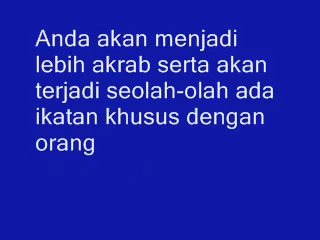 Anda akan menjadi
lebih akrab serta akan
terjadi seolah-olah ada
ikatan khusus dengan
orang